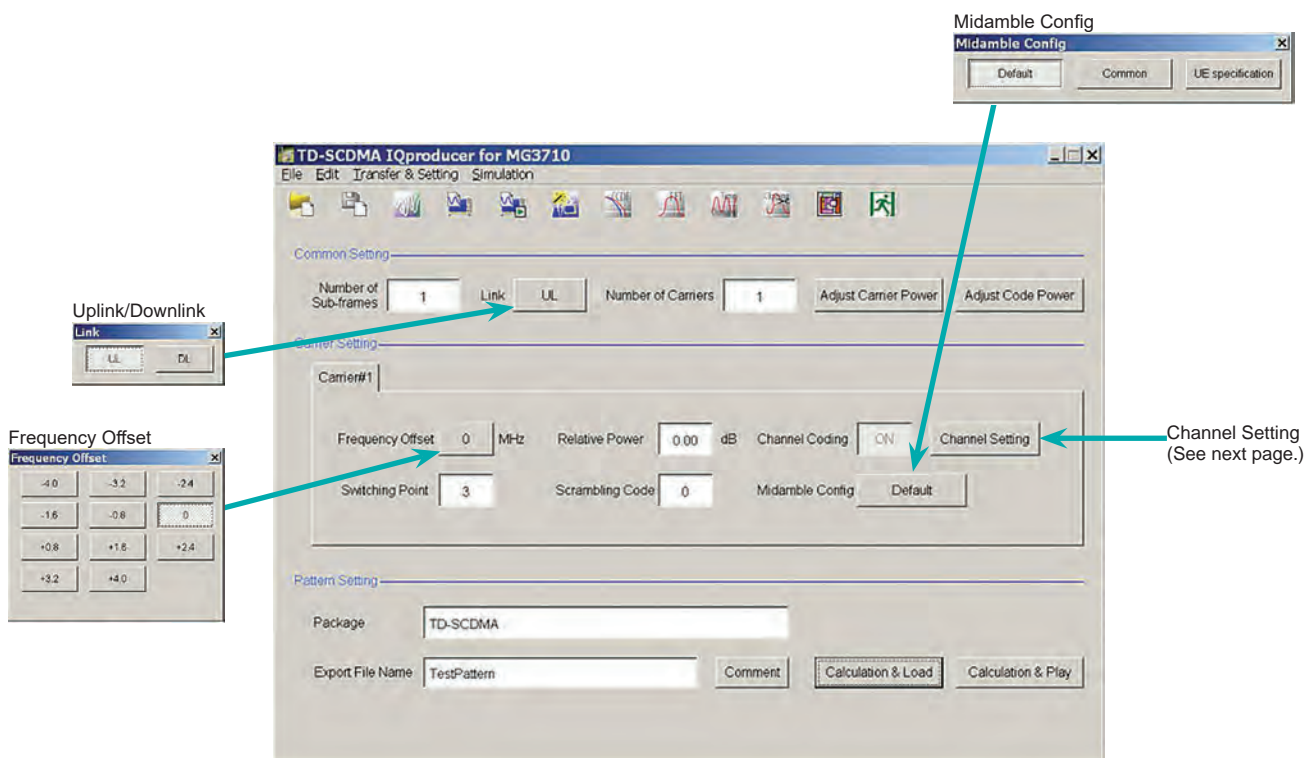 Midamble Config
Midamble Config
Default Common UE specification
TD-SCDMA IQproducer for MG3710
File Edit Transfer & Setting Simulation
Common Setting
Number of Sub-frames 1 Link UL Number of Carriers 1 Adjust Carrier Power Adjust Code Power
Uplink/Downlink
Link
UL DL
Carrier Setting
Carrier#1
Frequency Offset 0 MHz Relative Power 0.00 dB Channel Coding ON Channel Setting
Channel Setting
(See next page.)
Switching Point 3 Scrambling Code 0 Midamble Config Default
Frequency Offset
Frequency Offset
-4.0 -3.2 -2.4
-1.6 -0.8 0
+0.8 +1.6 +2.4
+3.2 +4.0
Pattern Setting
Package TD-SCDMA
Export File Name TestPattern Comment Calculation & Load Calculation & Play